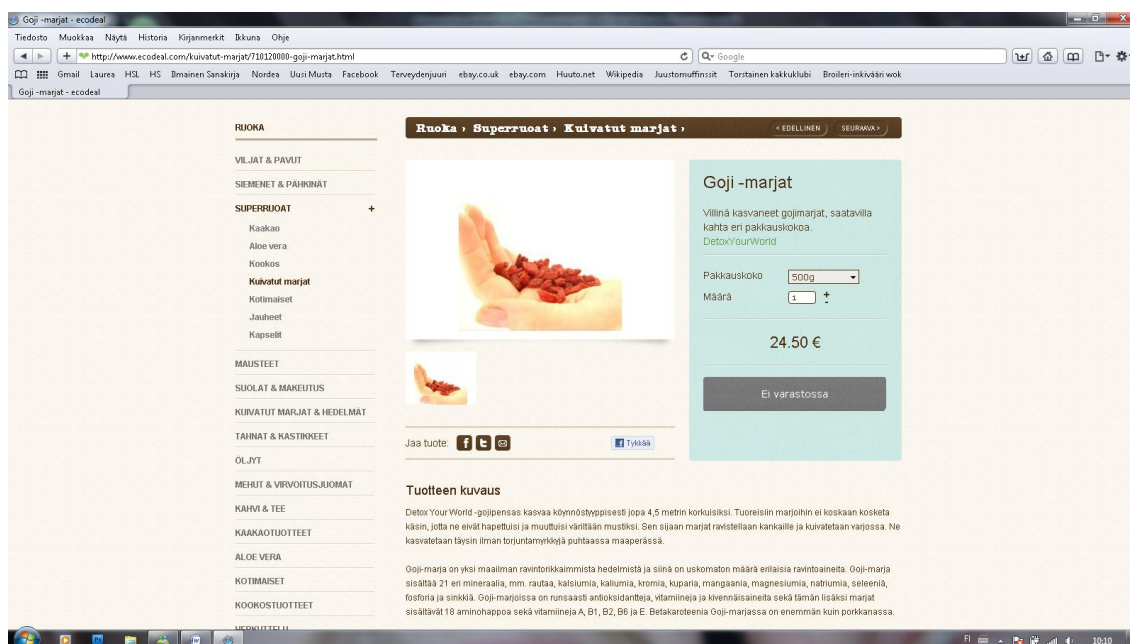 Goji -marjat - ecodeal
Tiedosto Muokkaa Näytä Historia Kirjanmerkit Ikkuna Ohje
http://www.ecodeal.com/kuivatut-marjat/710120000-goji-marjat.html
Google
Gmail Laurea HSL HS Ilmainen Sanakirja Nordea Uusi Musta Facebook Terveydenjuuri ebay.co.uk ebay.com Huuto.net Wikipedia Juustomuffinssit Torstainen kakkuklubi Broileri-inkivääri wok
Goji -marjat - ecodeal
RUOKA
VILJAT & PAVUT
SIEMENET & PÄHKINÄT
SUPERRUOAT +
Kaakao
Aloe vera
Kookos
Kuivatut marjat
Kotimaiset
Jauheet
Kapselit
MAUSTEET
SUOLAT & MAKEUTUS
KUIVATUT MARJAT & HEDELMÄT
TAHNAT & KASTIKKEET
ÖLJYT
MEHUT & VIRVOITUSJUOMAT
KAHVI & TEE
KAAKAOTUOTTEET
ALOE VERA
KOTIMAISET
KOOKOSTUOTTEET
HERKUTTELU
Ruoka › Superruoat › Kuivatut marjat ›
< EDELLINEN
SEURAAVA >
Goji -marjat
Villinä kasvaneet gojimarjat, saatavilla
kahta eri pakkauskokoa.
DetoxYourWorld
Pakkauskoko 500g
Määrä 1 + -
24.50 €
Ei varastossa
Jaa tuote:
Tykkää
Tuotteen kuvaus
Detox Your World -gojipensas kasvaa köynnöstyyppisesti jopa 4,5 metrin korkuisiksi. Tuoreisiin marjoihin ei koskaan kosketa
käsin, jotta ne eivät hapettuisi ja muuttuisi väriltään mustiksi. Sen sijaan marjat ravistellaan kankaille ja kuivatetaan varjossa. Ne
kasvatetaan täysin ilman torjuntamyrkkyjä puhtaassa maaperässä.
Goji-marja on yksi maailman ravintorikkaimmista hedelmistä ja siinä on uskomaton määrä erilaisia ravintoaineita. Goji-marja
sisältää 21 eri mineraalia, mm. rautaa, kalsiumia, kaliumia, kromia, kuparia, mangaania, magnesiumia, natriumia, seleeniä,
fosforia ja sinkkiä. Goji-marjoissa on runsaasti antioksidantteja, vitamiineja ja kivennäisaineita sekä tämän lisäksi marjat
sisältävät 18 aminohappoa sekä vitamiineja A, B1, B2, B6 ja E. Betakaroteenia Goji-marjassa on enemmän kuin porkkanassa.
FI
10:10